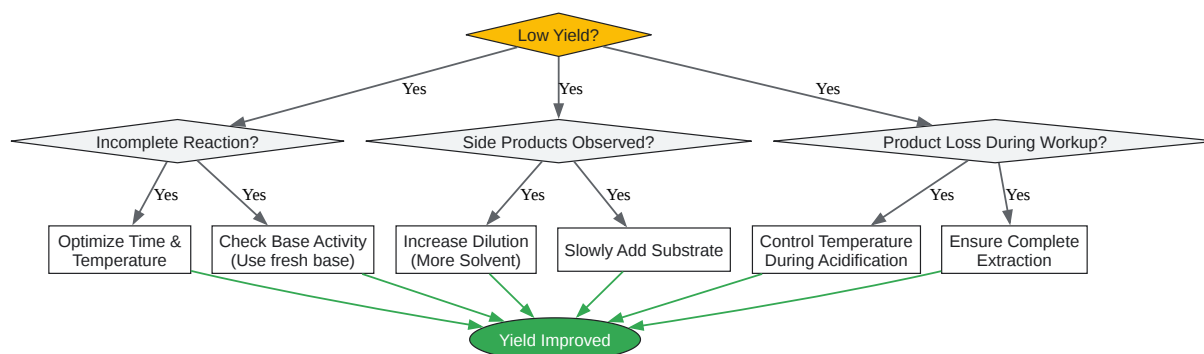 Low Yield?
Yes
Yes
Yes
Incomplete Reaction?
Side Products Observed?
Product Loss During Workup?
Yes
Yes
Yes
Yes
Yes
Yes
Optimize Time &
Temperature
Check Base Activity
(Use fresh base)
Increase Dilution
(More Solvent)
Slowly Add Substrate
Control Temperature
During Acidification
Ensure Complete
Extraction
Yield Improved